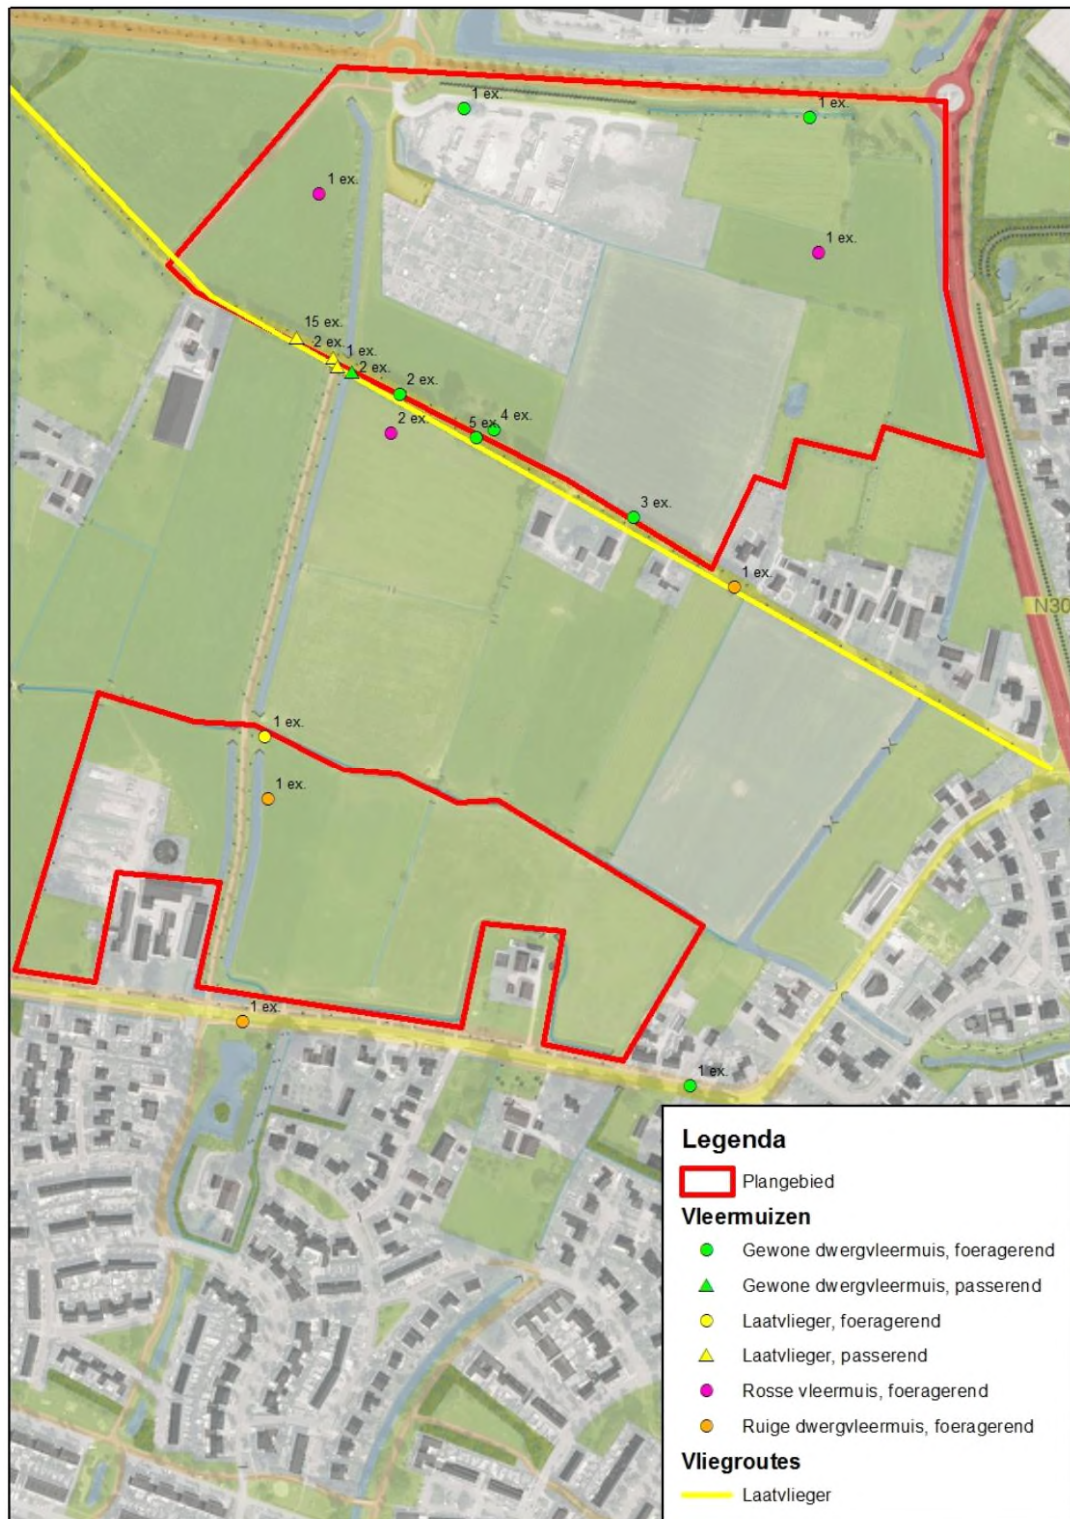 1 ex.
1 ex.
1 ex.
1 ex.
15 ex.
2 ex.
1 ex.
2 ex.
2 ex.
2 ex.
5 ex.
4 ex.
3 ex.
1 ex.
N30
1 ex.
1 ex.
1 ex.
1 ex.
Legenda
Plangebied
Vleermuizen
Gewone dwergvleermuis, foeragerend
Gewone dwergvleermuis, passerend
Laatvlieger, foeragerend
Laatvlieger, passerend
Rosse vleermuis, foeragerend
Ruige dwergvleermuis, foeragerend
Vliegroutes
Laatvlieger